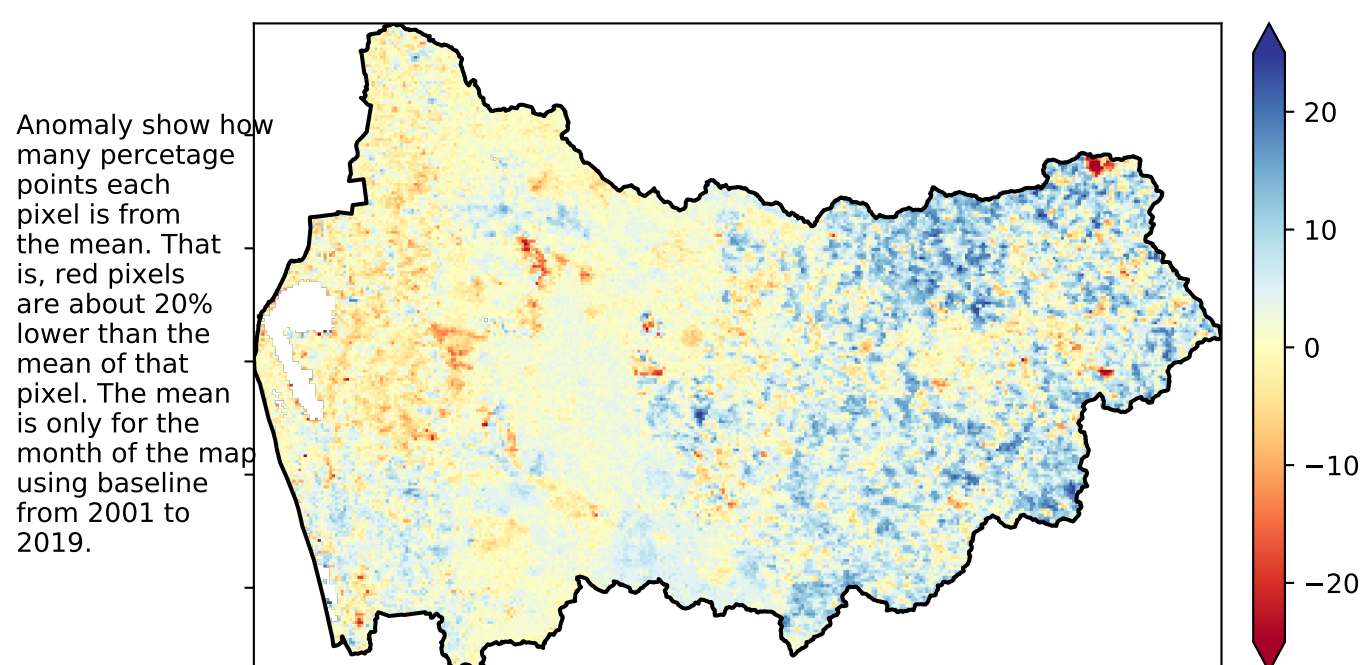 Anomaly show how
many percetage
points each
pixel is from
the mean. That
is, red pixels
are about 20%
lower than the
mean of that
pixel. The mean
is only for the
month of the map
using baseline
from 2001 to
2019.
20
10
0
−10
−20